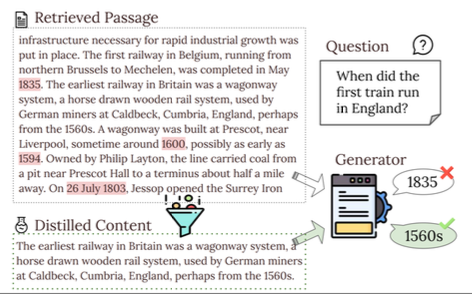 Retrieved Passage
infrastructure necessary for rapid industrial growth was
put in place. The first railway in Belgium, running from
northern Brussels to Mechelen, was completed in May
1835. The earliest railway in Britain was a wagonway
system, a horse drawn wooden rail system, used by
German miners at Caldbeck, Cumbria, England, perhaps
from the 1560s. A wagonway was built at Prescot, near
Liverpool, sometime around 1600, possibly as early as
1594. Owned by Philip Layton, the line carried coal from
a pit near Prescot Hall to a terminus about half a mile
away. On 26 July 1803, Jessop opened the Surrey Iron
Distilled Content
The earliest railway in Britain was a wagonway system, a
horse drawn wooden rail system, used by German miners
at Caldbeck, Cumbria, England, perhaps from the 1560s.
Question
When did the
first train run
in England?
Generator
1835
1560s